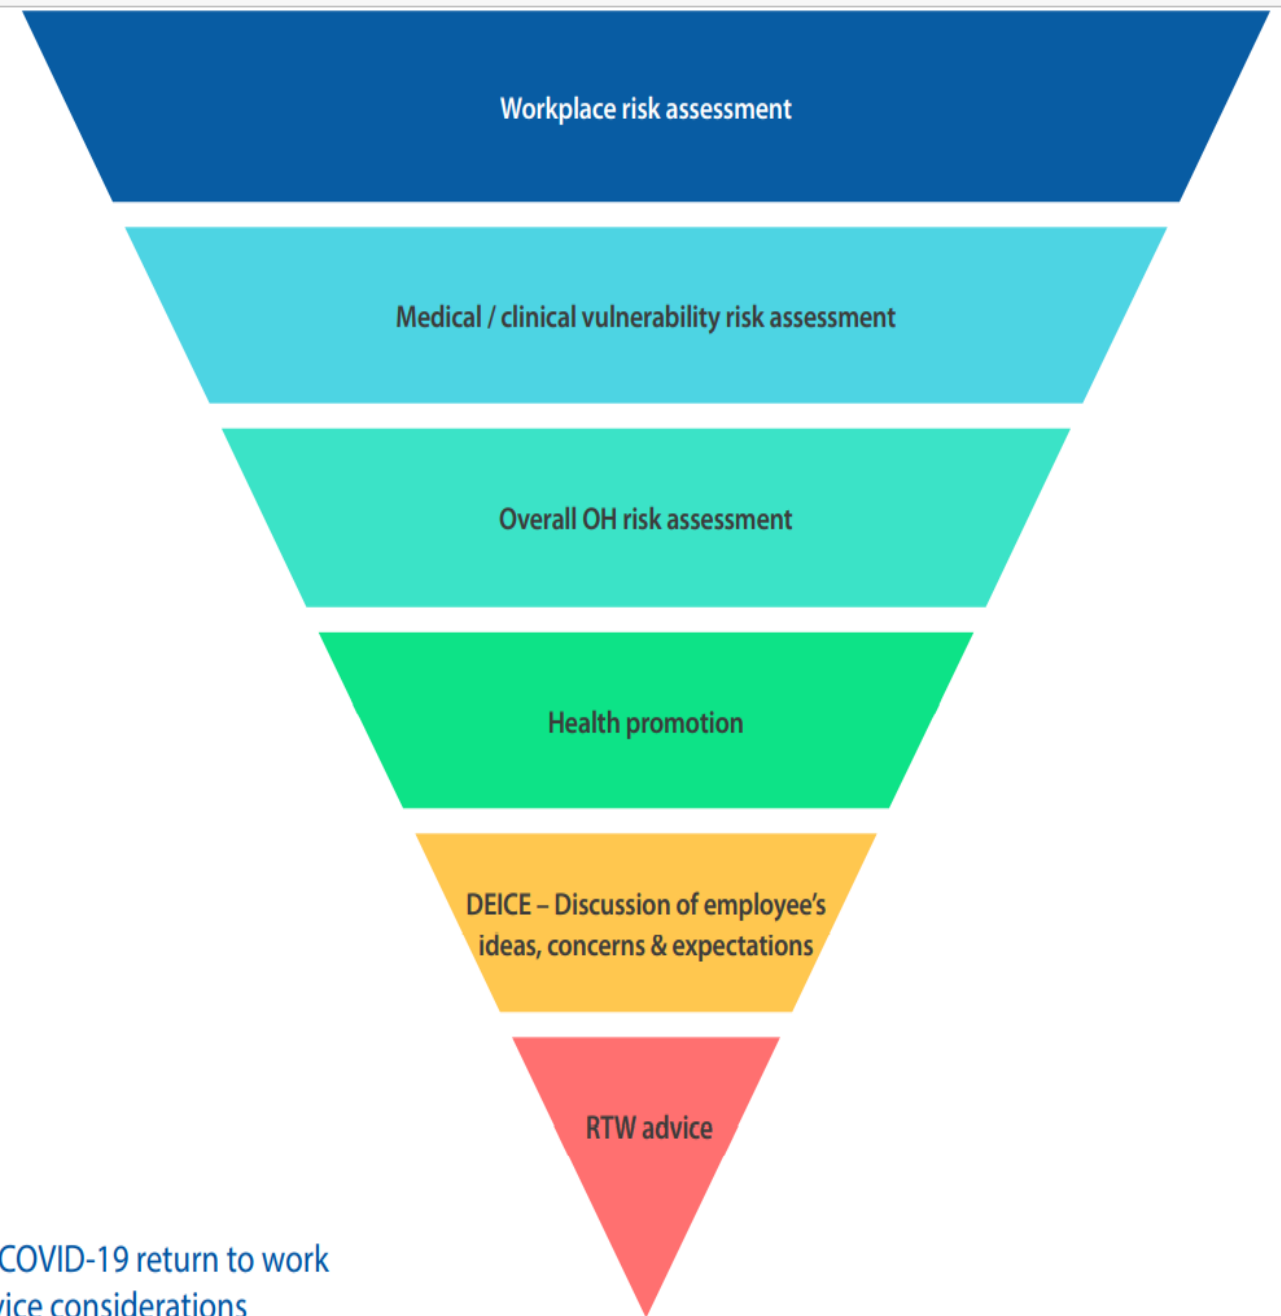 Workplace risk assessment
Medical / clinical vulnerability risk assessment
Overall OH risk assessment
Health promotion
DEICE – Discussion of employee’s
ideas, concerns & expectations
RTW advice
COVID-19 return to work
considerations